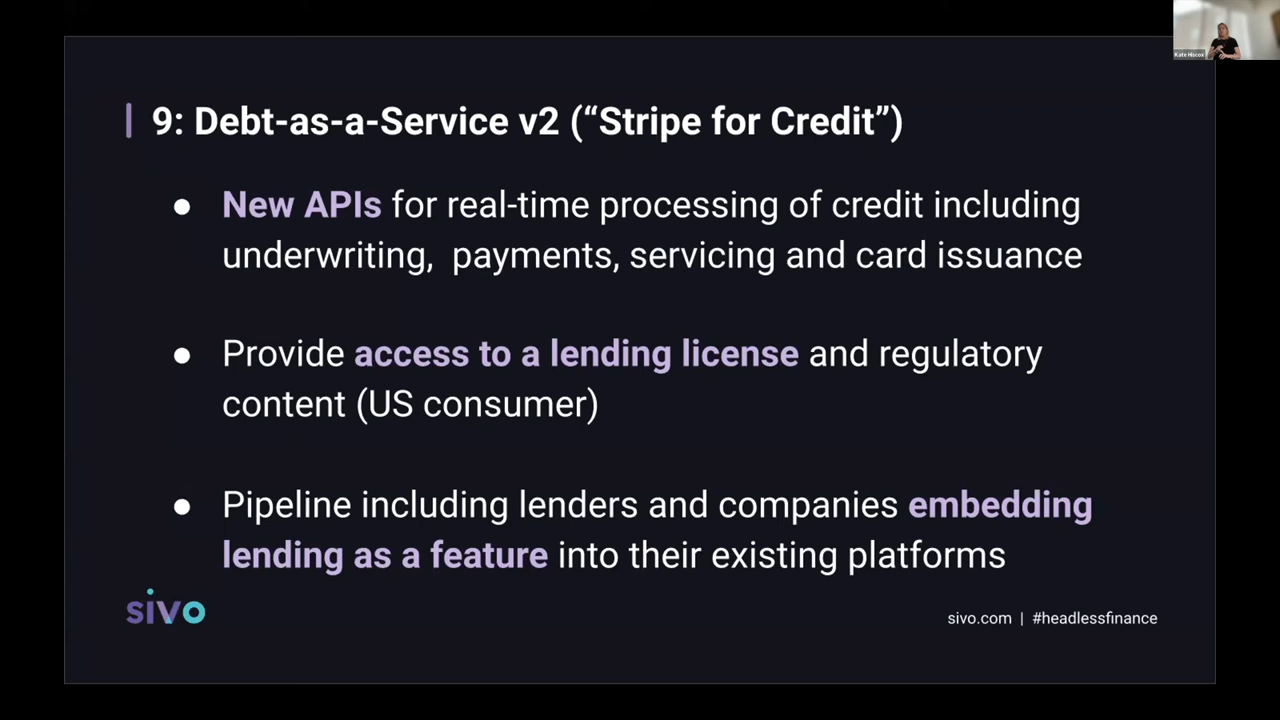 Kate Hiscox
9: Debt-as-a-Service v2 (“Stripe for Credit”)
● New APIs for real-time processing of credit including
underwriting,  payments, servicing and card issuance
● Provide access to a lending license and regulatory
content (US consumer)
● Pipeline including lenders and companies embedding
lending as a feature into their existing platforms
sivo
sivo.com | #headlessfinance